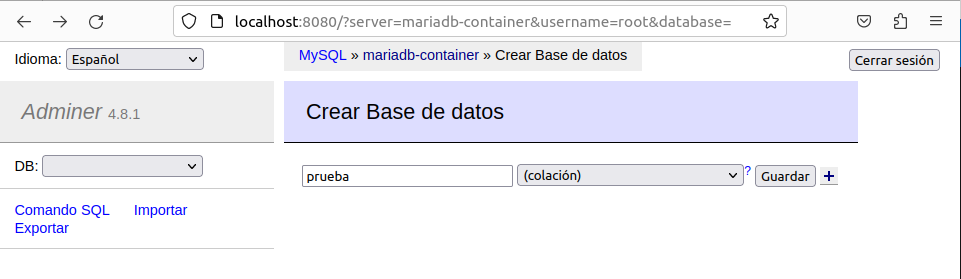 localhost:8080/?server=mariadb-container&username=root&database=
Idioma: Español
MySQL » mariadb-container » Crear Base de datos
Cerrar sesión
Adminer 4.8.1
Crear Base de datos
DB:
prueba (colación) ? Guardar +
Comando SQL Importar
Exportar